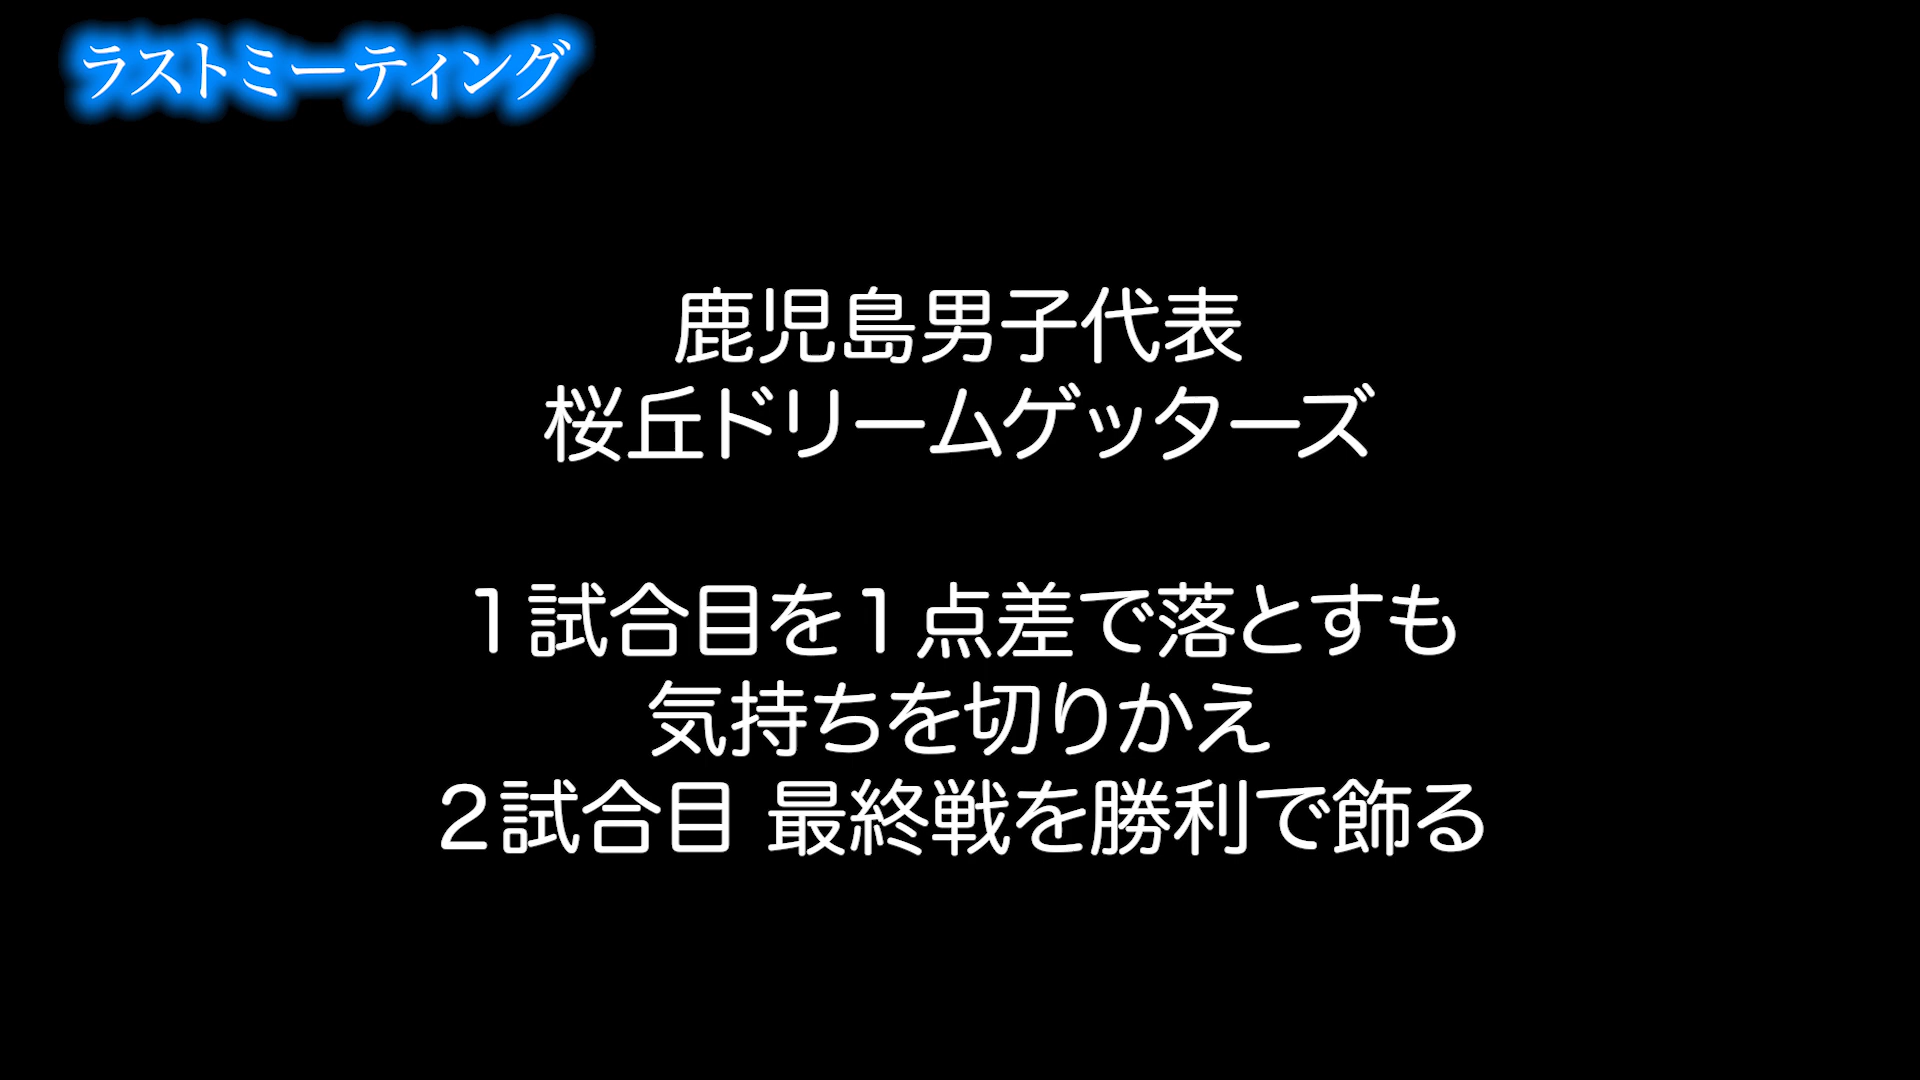 ラストミーティング
鹿児島男子代表
桜丘ドリームゲッターズ
１試合目を１点差で落とすも
気持ちを切りかえ
２試合目 最終戦を勝利で飾る